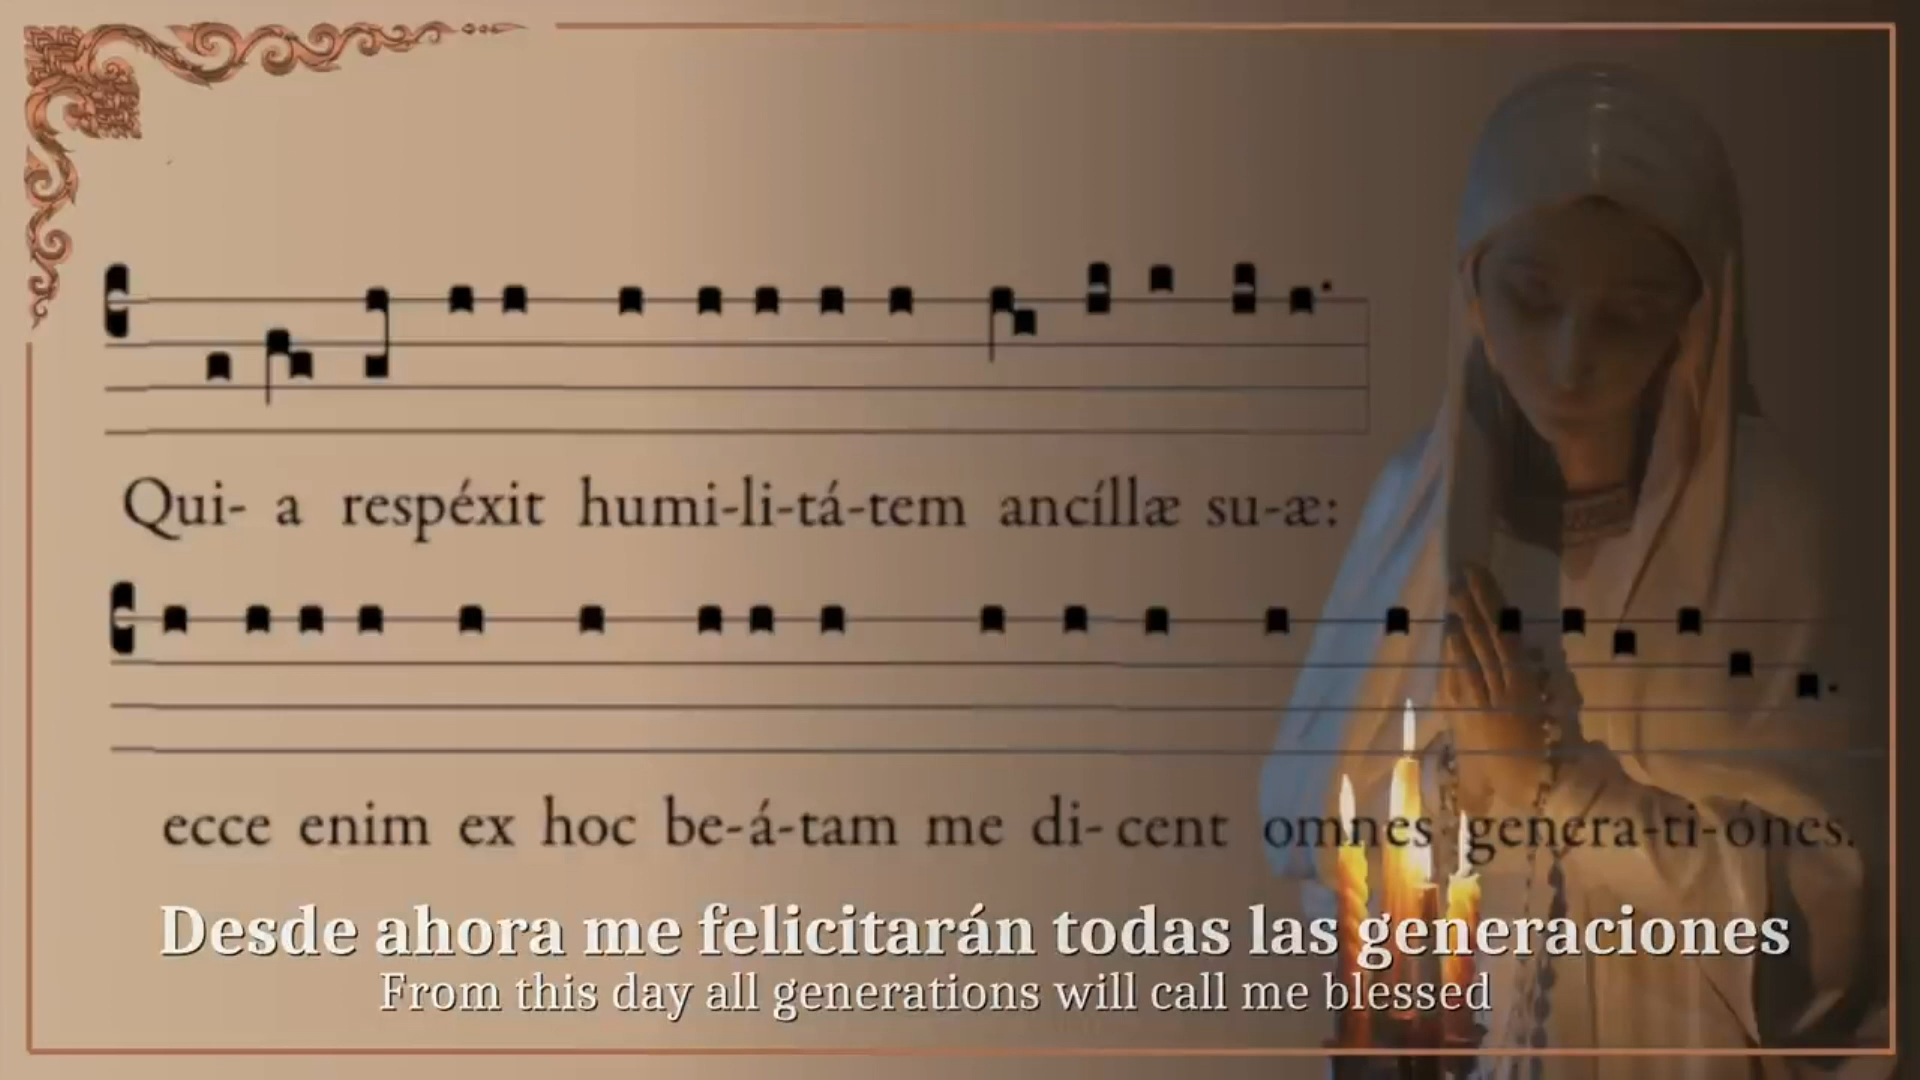 Qui- a respéxit humi-li-tá-tem ancíllæ su-æ:
ecce enim ex hoc be-á-tam me di- cent omnes genera-ti-ónes.
Desde ahora me felicitarán todas las generaciones
From this day all generations will call me blessed